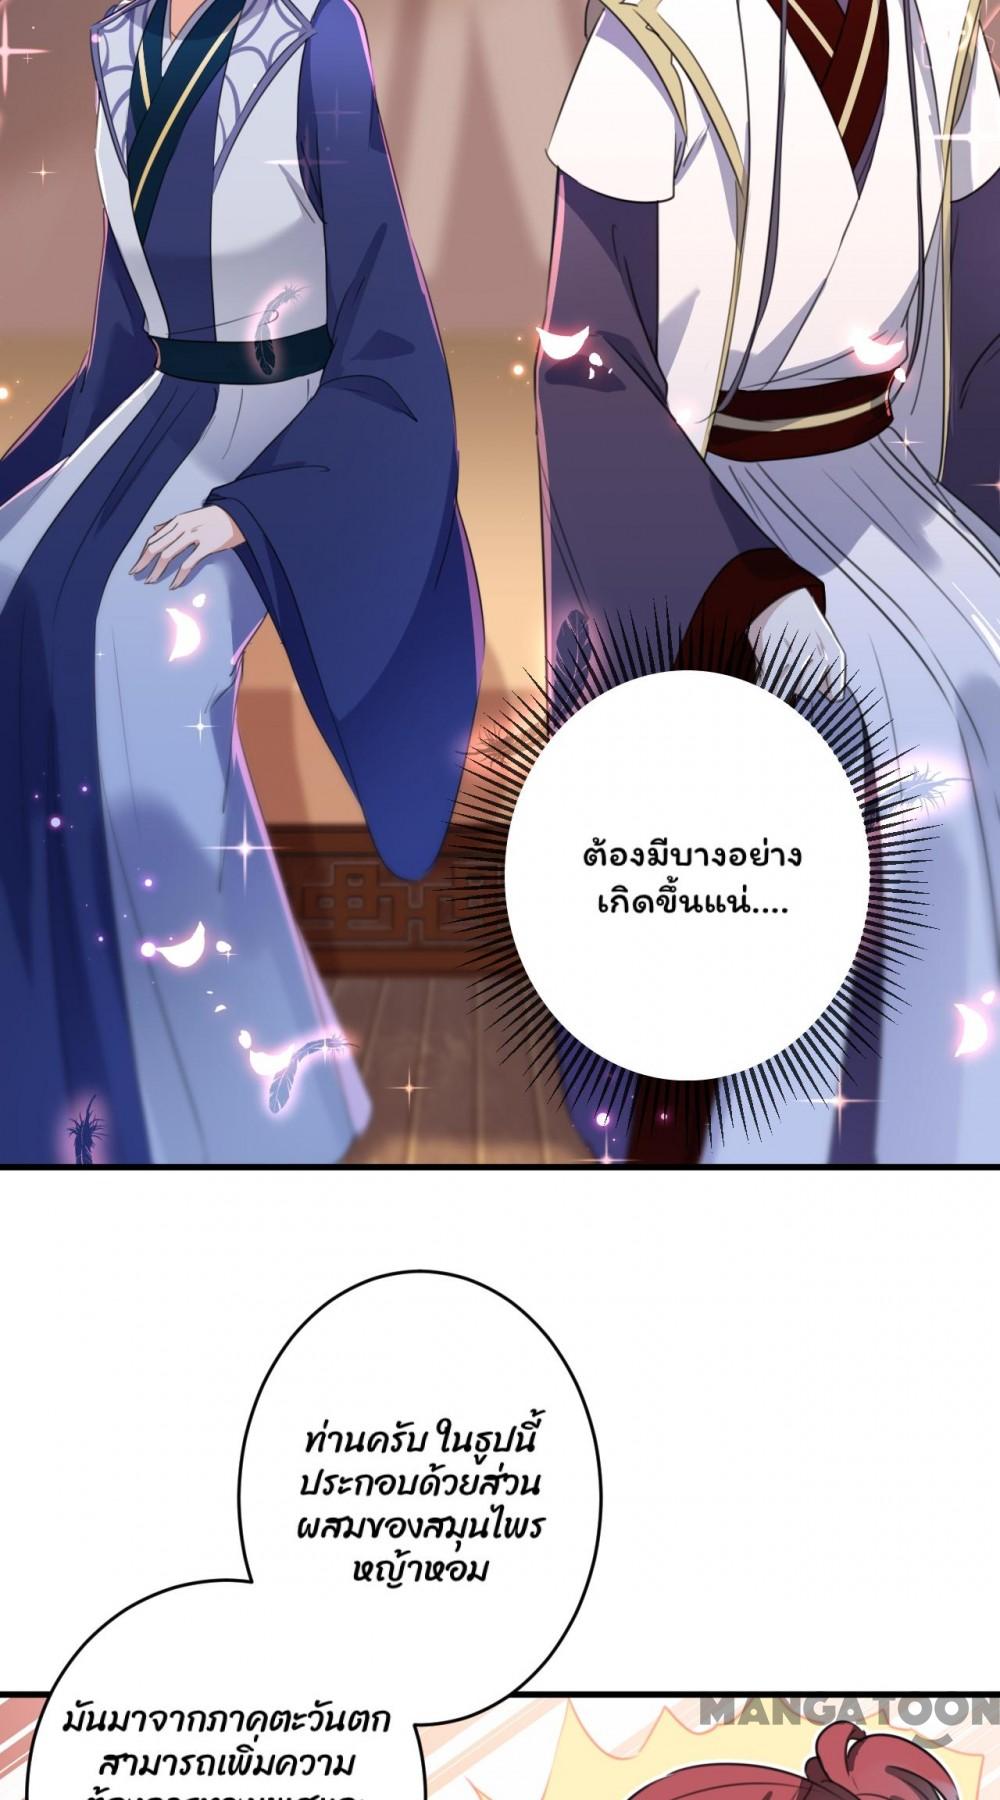 ต้องมีบางอย่าง
เกิดขึ้นแน่....
ท่านครับ ในธูปนี้
ประกอบด้วยส่วน
ผสมของสมุนไพร
หญ้าหอม
มันมาจากภาคตะวันตก
สามารถเพิ่มความ
MANGATOON